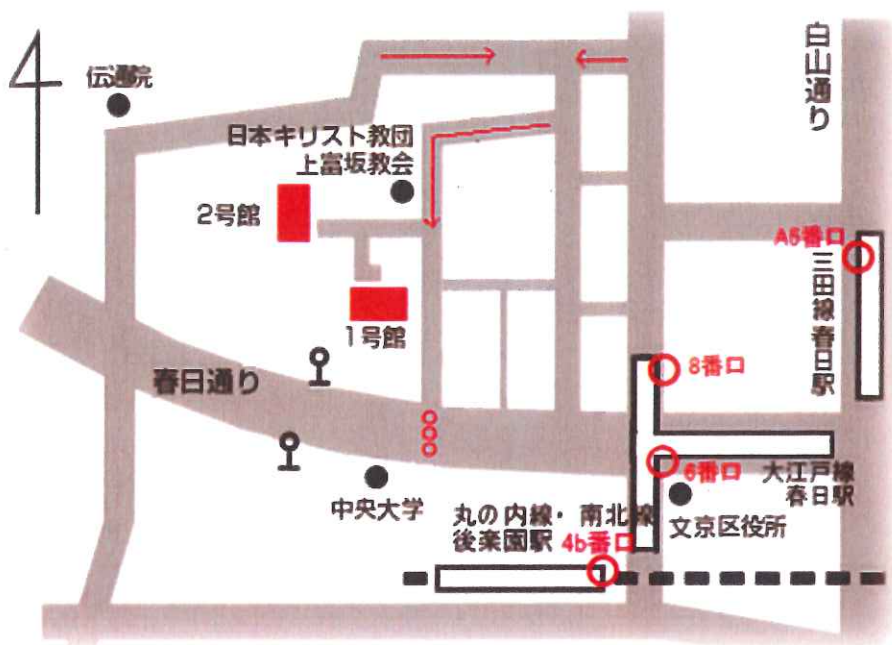 伝通院
日本キリスト教団
上富坂教会
2号館
1号館
春日通り
中央大学
丸の内線・南北線
後楽園駅
4b番口
白山通り
A5番口
三田線春日駅
8番口
6番口
大江戸線
春日駅
文京区役所